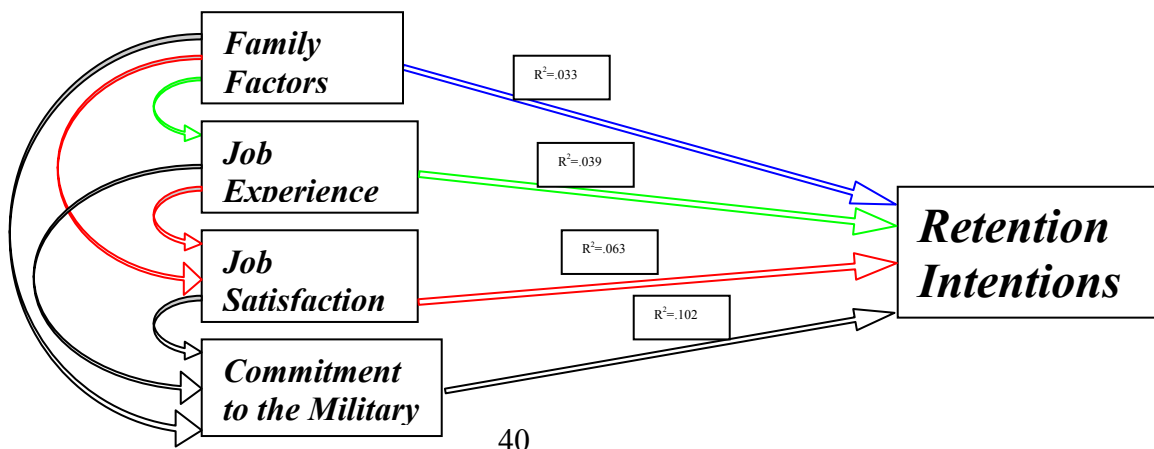 Family
Factors
R²=.033
Job
Experience
R²=.039
Job
Satisfaction
R²=.063
Commitment
to the Military
R²=.102
Retention
Intentions
40